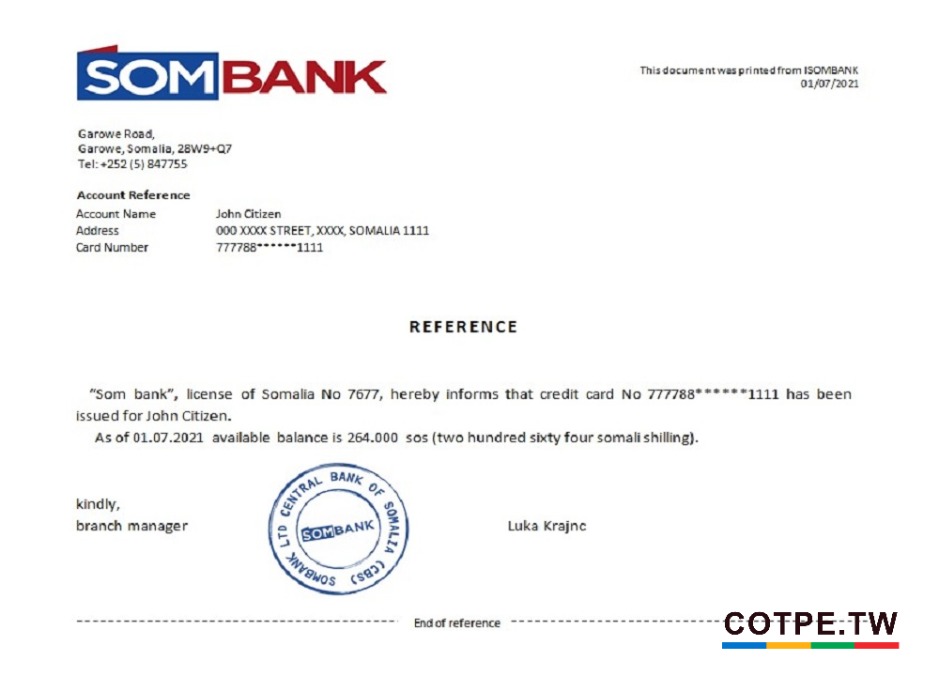 SOMBANK
This document was printed from ISOMBANK
01/07/2021
Garowe Road,
Garowe, Somalia, 28W9+Q7
Tel: +252 (5) 847755
Account Reference
Account Name John Citizen
Address 000 XXXX STREET, XXXX, SOMALIA 1111
Card Number 777788******1111
REFERENCE
“Som bank”, license of Somalia No 7677, hereby informs that credit card No 777788******1111 has been
issued for John Citizen.
As of 01.07.2021 available balance is 264.000 sos (two hundred sixty four somali shilling).
kindly,
branch manager
SOMBANK LTD CENTRAL BANK OF SOMALZA (CBS)
SOMBANK
Luka Krajnc
End of reference
COTPE.TW